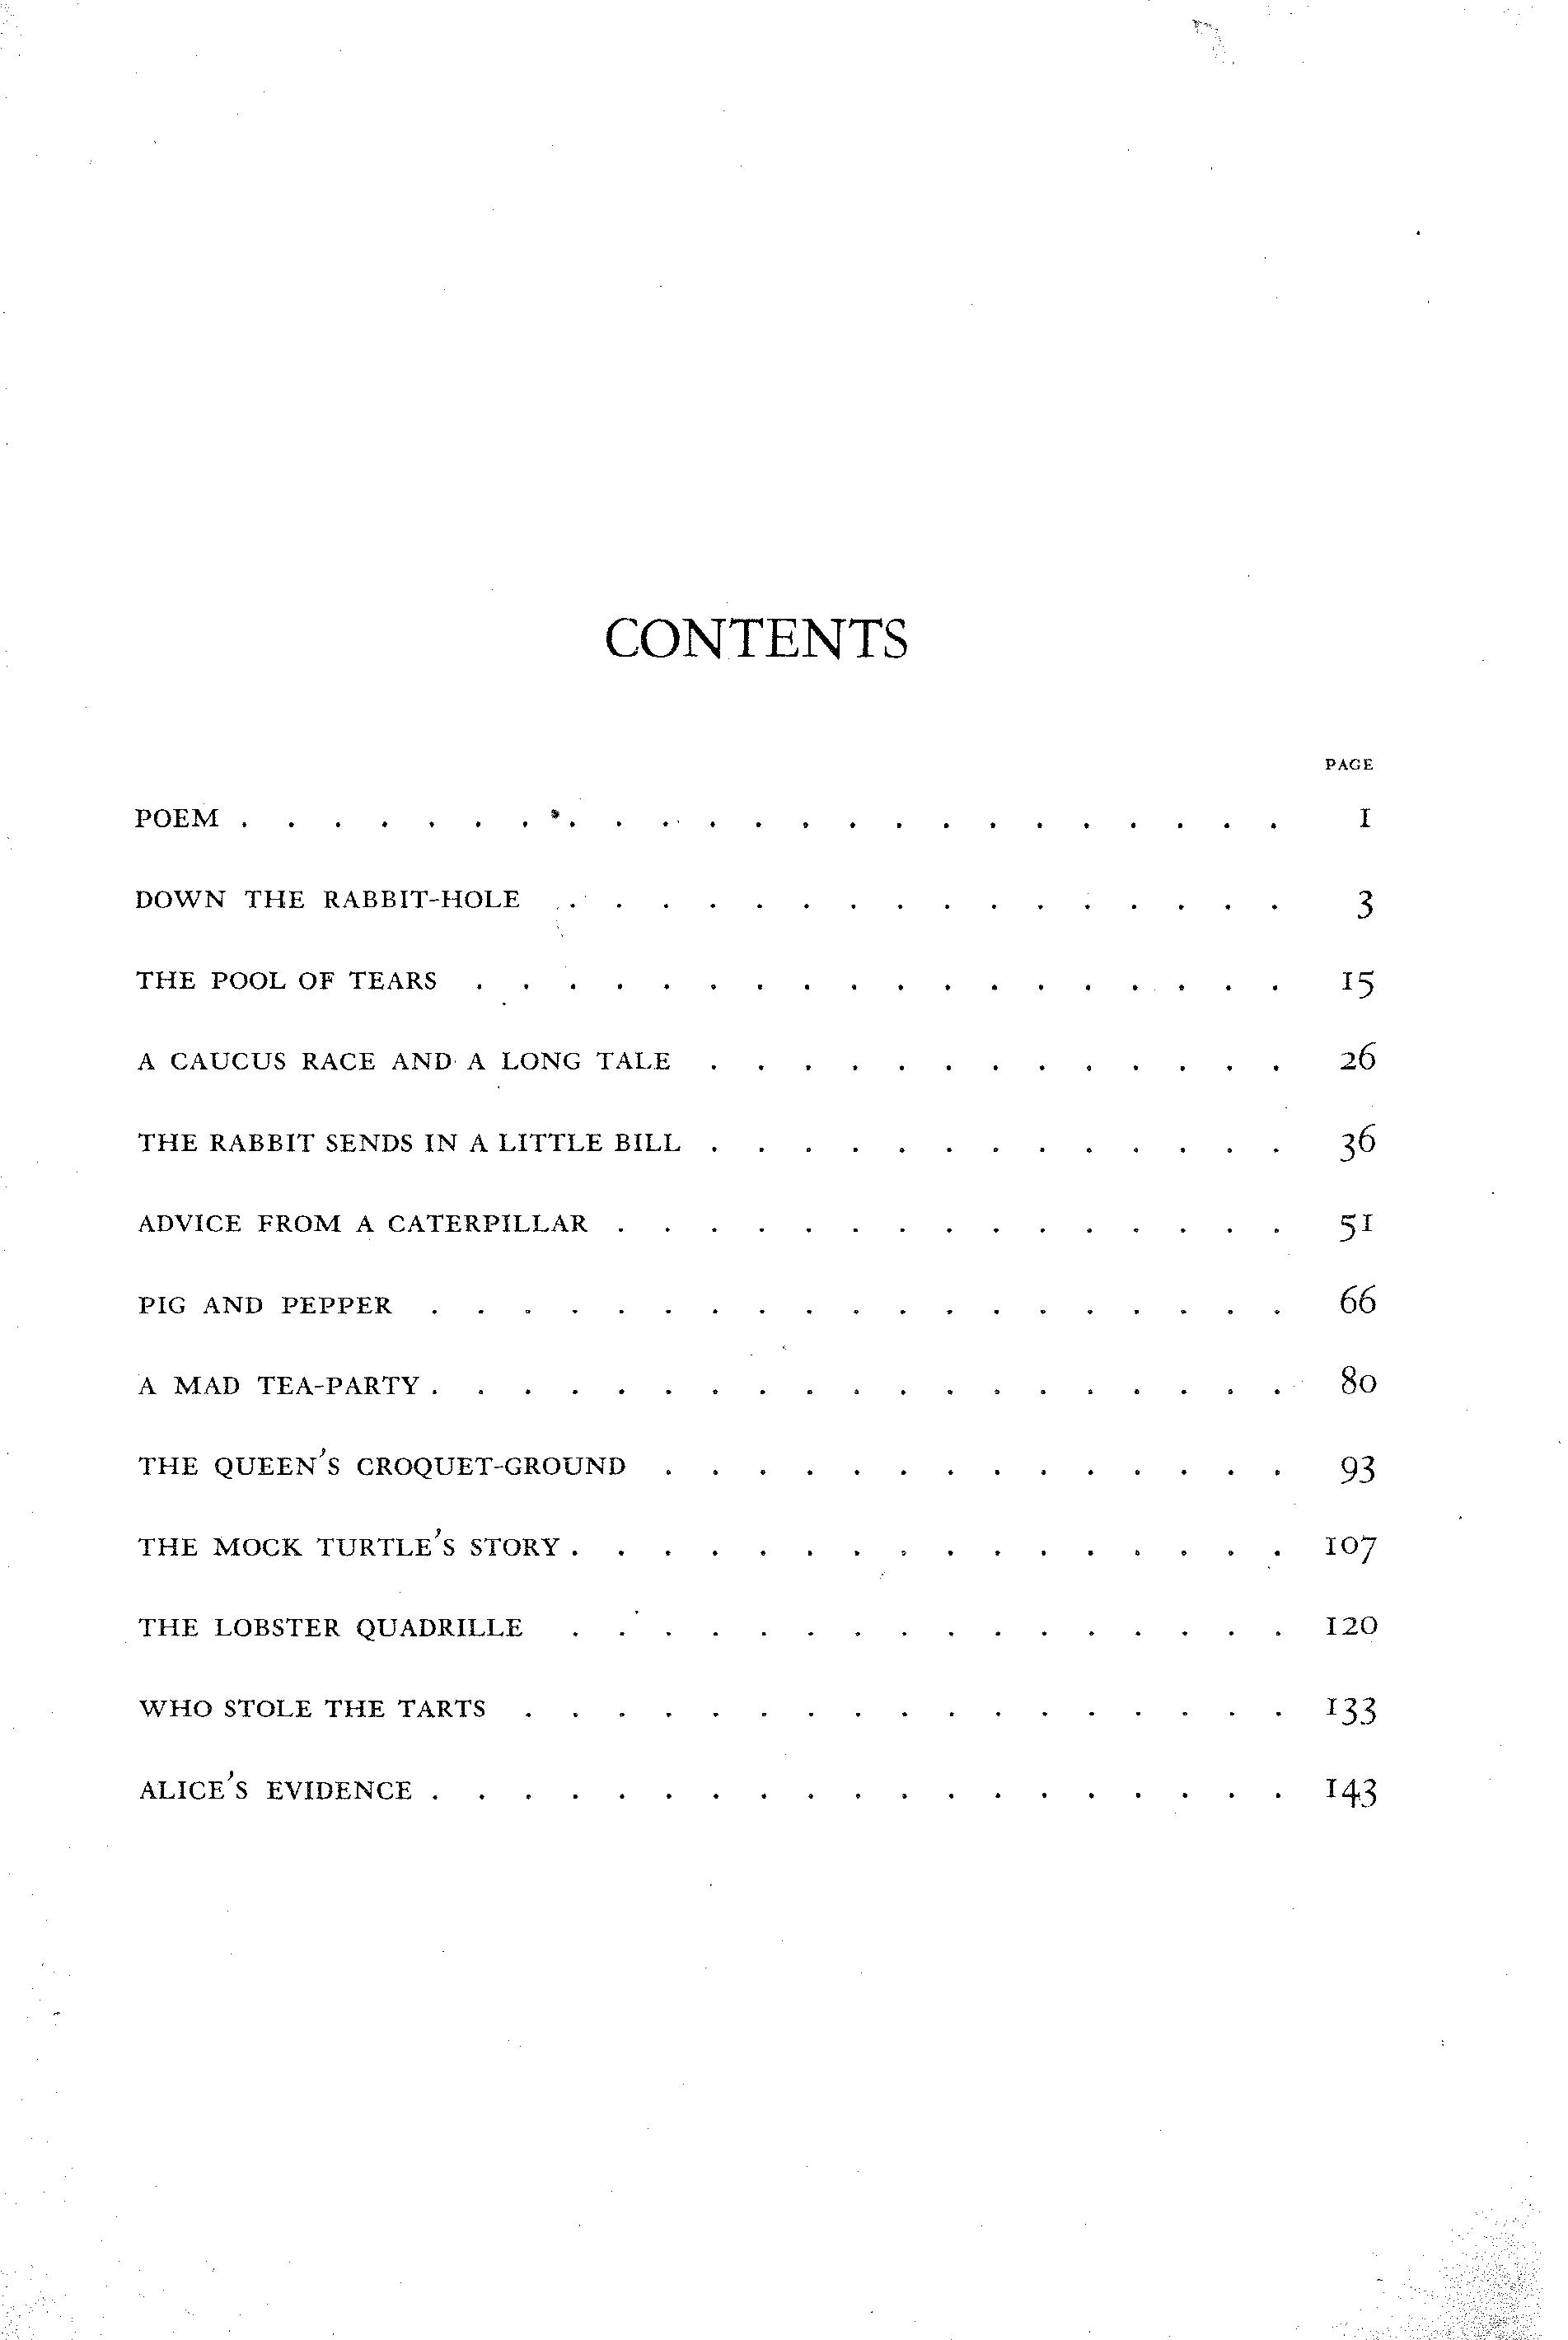 CONTENTS
PAGE
POEM . . . . . . . . . . . . . . . . . . . . . . . 1
DOWN THE RABBIT-HOLE . . . . . . . . . . . . . . . . 3
THE POOL OF TEARS . . . . . . . . . . . . . . . . . . 15
A CAUCUS RACE AND A LONG TALE . . . . . . . . . . . . . 26
THE RABBIT SENDS IN A LITTLE BILL . . . . . . . . . . . . . 36
ADVICE FROM A CATERPILLAR . . . . . . . . . . . . . . . 51
PIG AND PEPPER . . . . . . . . . . . . . . . . . . . 66
A MAD TEA-PARTY . . . . . . . . . . . . . . . . . . . 80
THE QUEEN'S CROQUET-GROUND . . . . . . . . . . . . . . 93
THE MOCK TURTLE'S STORY . . . . . . . . . . . . . . . . 107
THE LOBSTER QUADRILLE . . . . . . . . . . . . . . . . 120
WHO STOLE THE TARTS . . . . . . . . . . . . . . . . . 133
ALICE'S EVIDENCE . . . . . . . . . . . . . . . . . . . 143